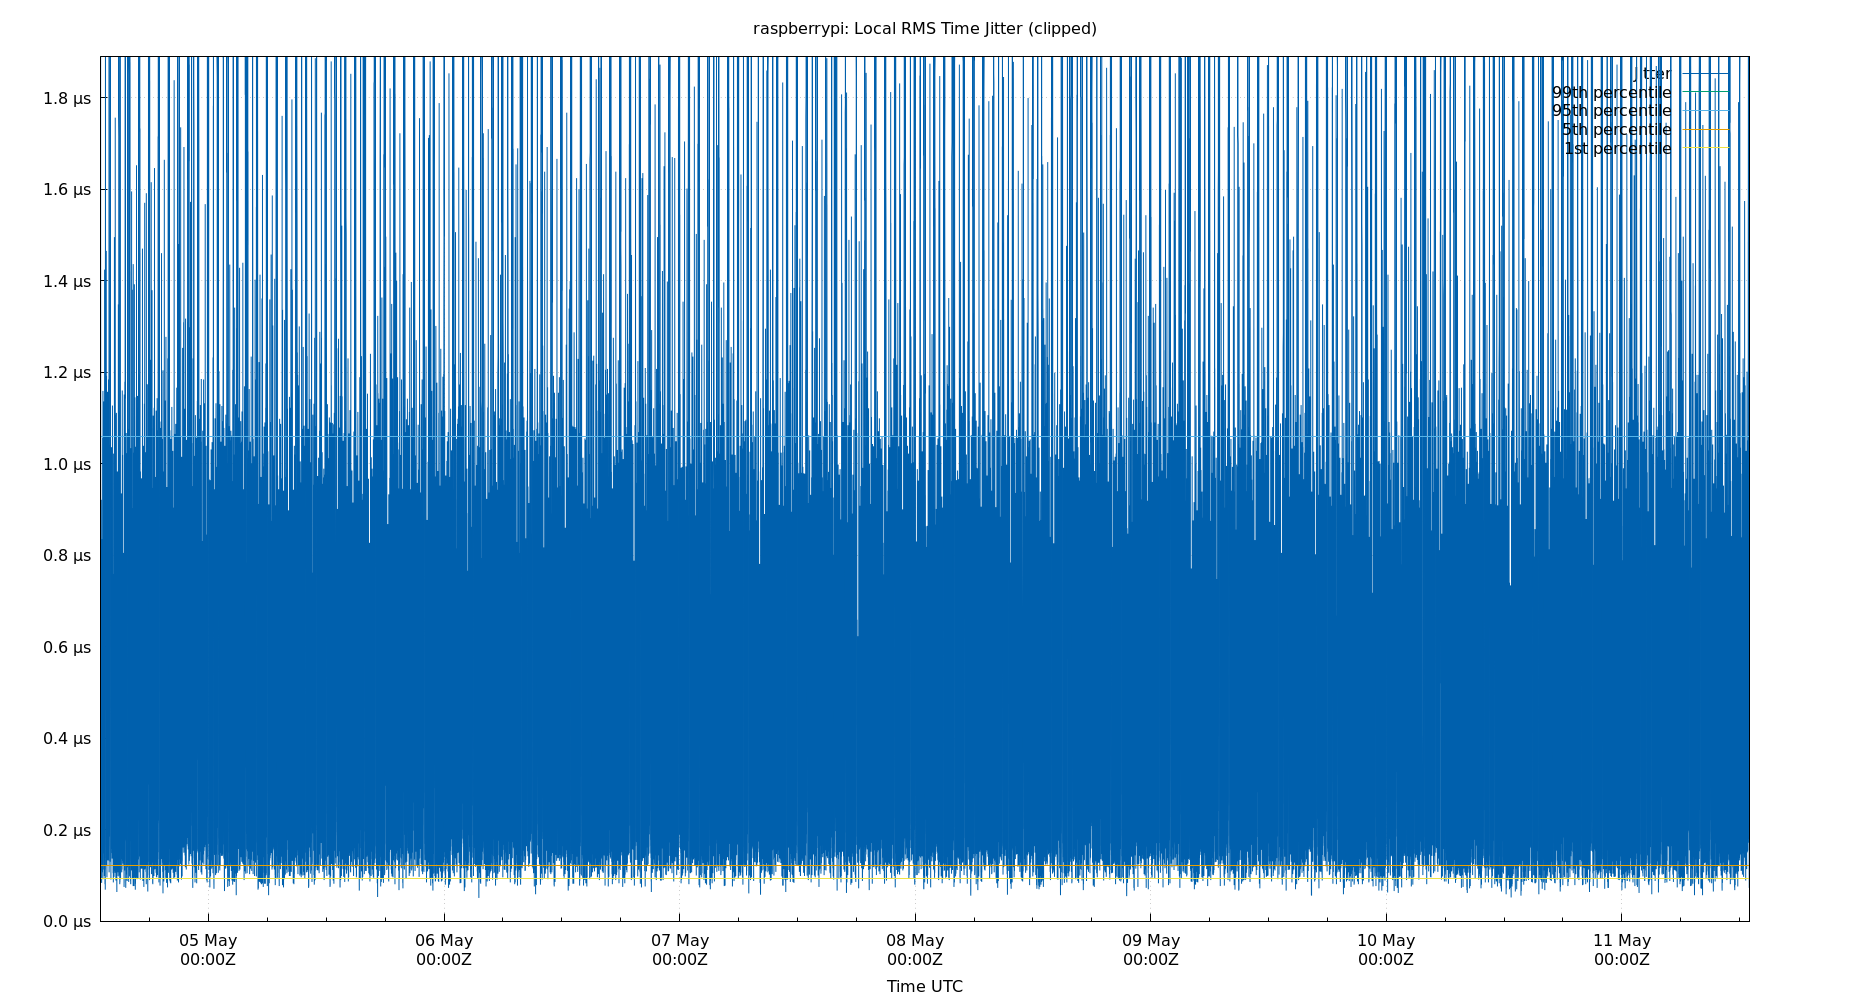 raspberrypi: Local RMS Time Jitter (clipped)
1.8 µs
1.6 µs
1.4 µs
1.2 µs
1.0 µs
0.8 µs
0.6 µs
0.4 µs
0.2 µs
0.0 µs
Jitter
99th percentile
95th percentile
5th percentile
1st percentile
05 May 06 May 07 May 08 May 09 May 10 May 11 May
00:00Z 00:00Z 00:00Z 00:00Z 00:00Z 00:00Z 00:00Z
Time UTC